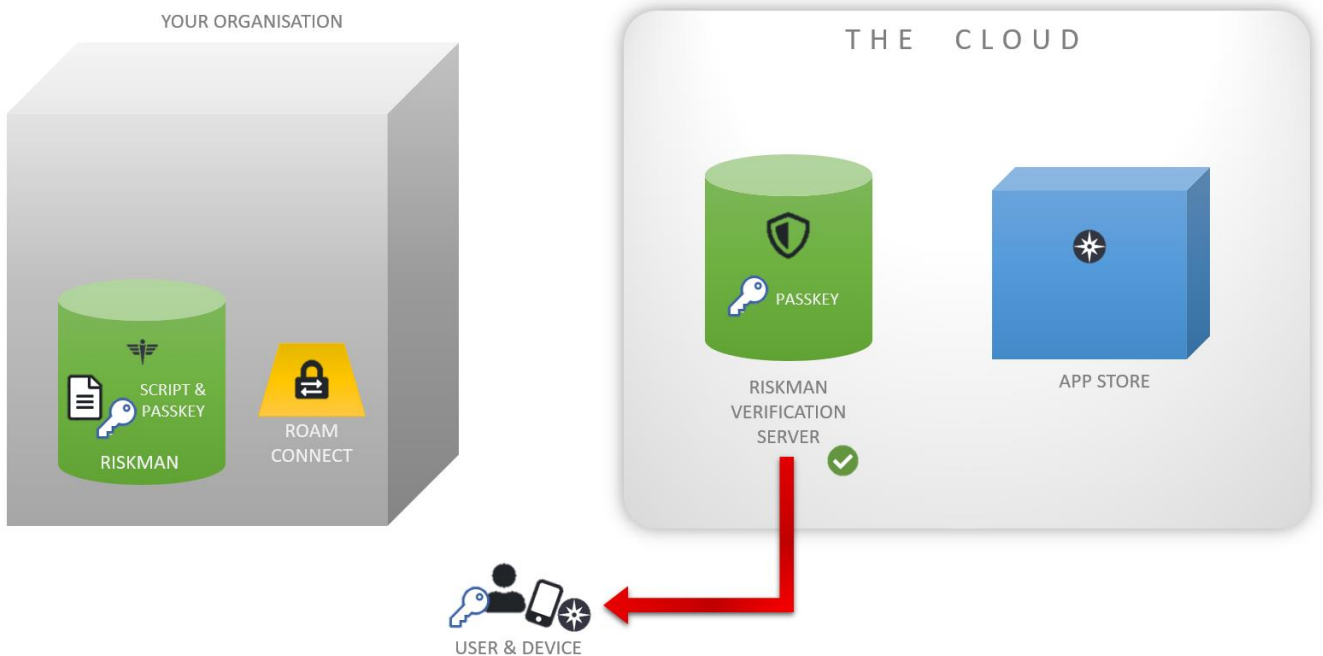 YOUR ORGANISATION
THE CLOUD
SCRIPT &
PASSKEY
RISKMAN
ROAM
CONNECT
PASSKEY
RISKMAN
VERIFICATION
SERVER
APP STORE
USER & DEVICE